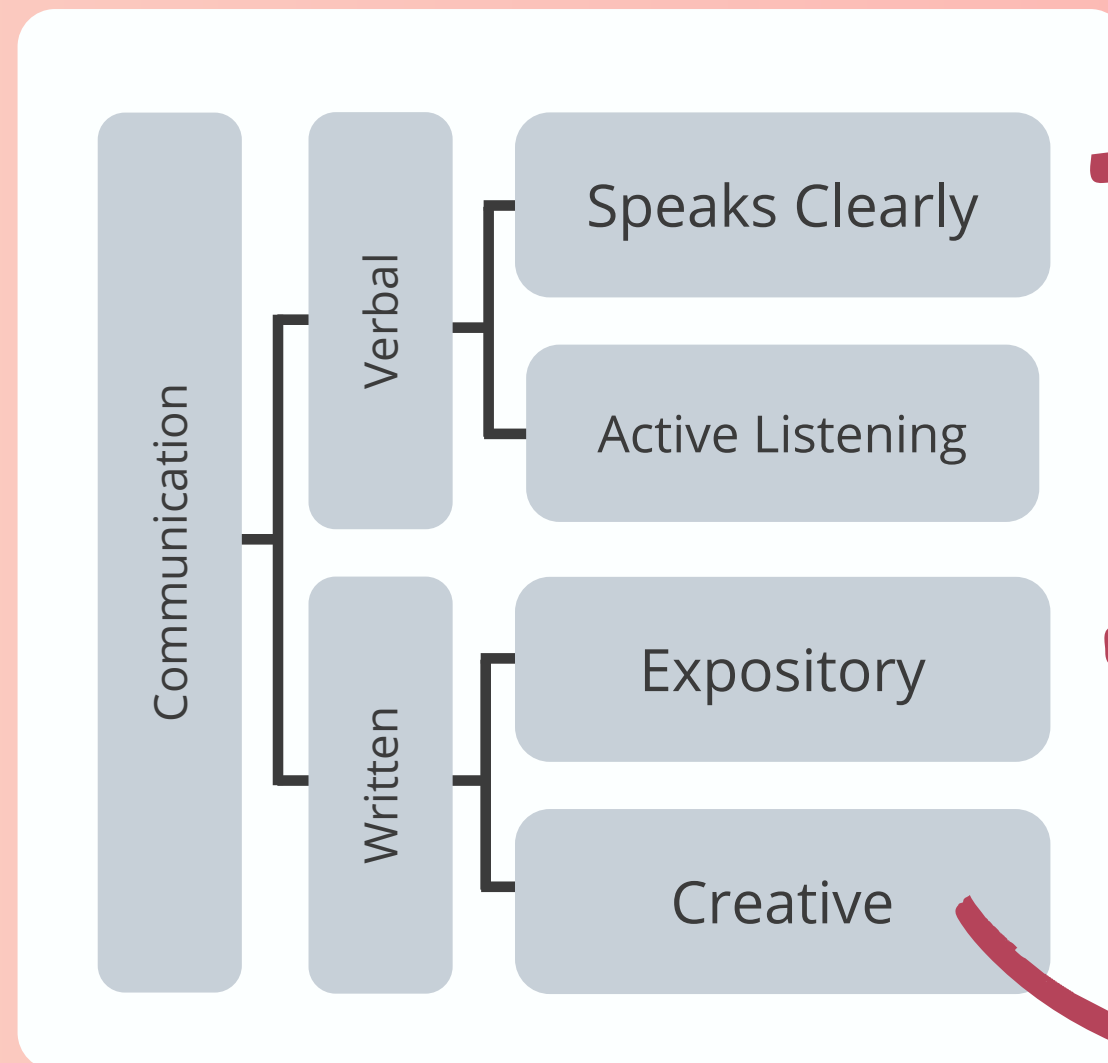 Communication
Verbal
Speaks Clearly
Active Listening
Written
Expository
Creative